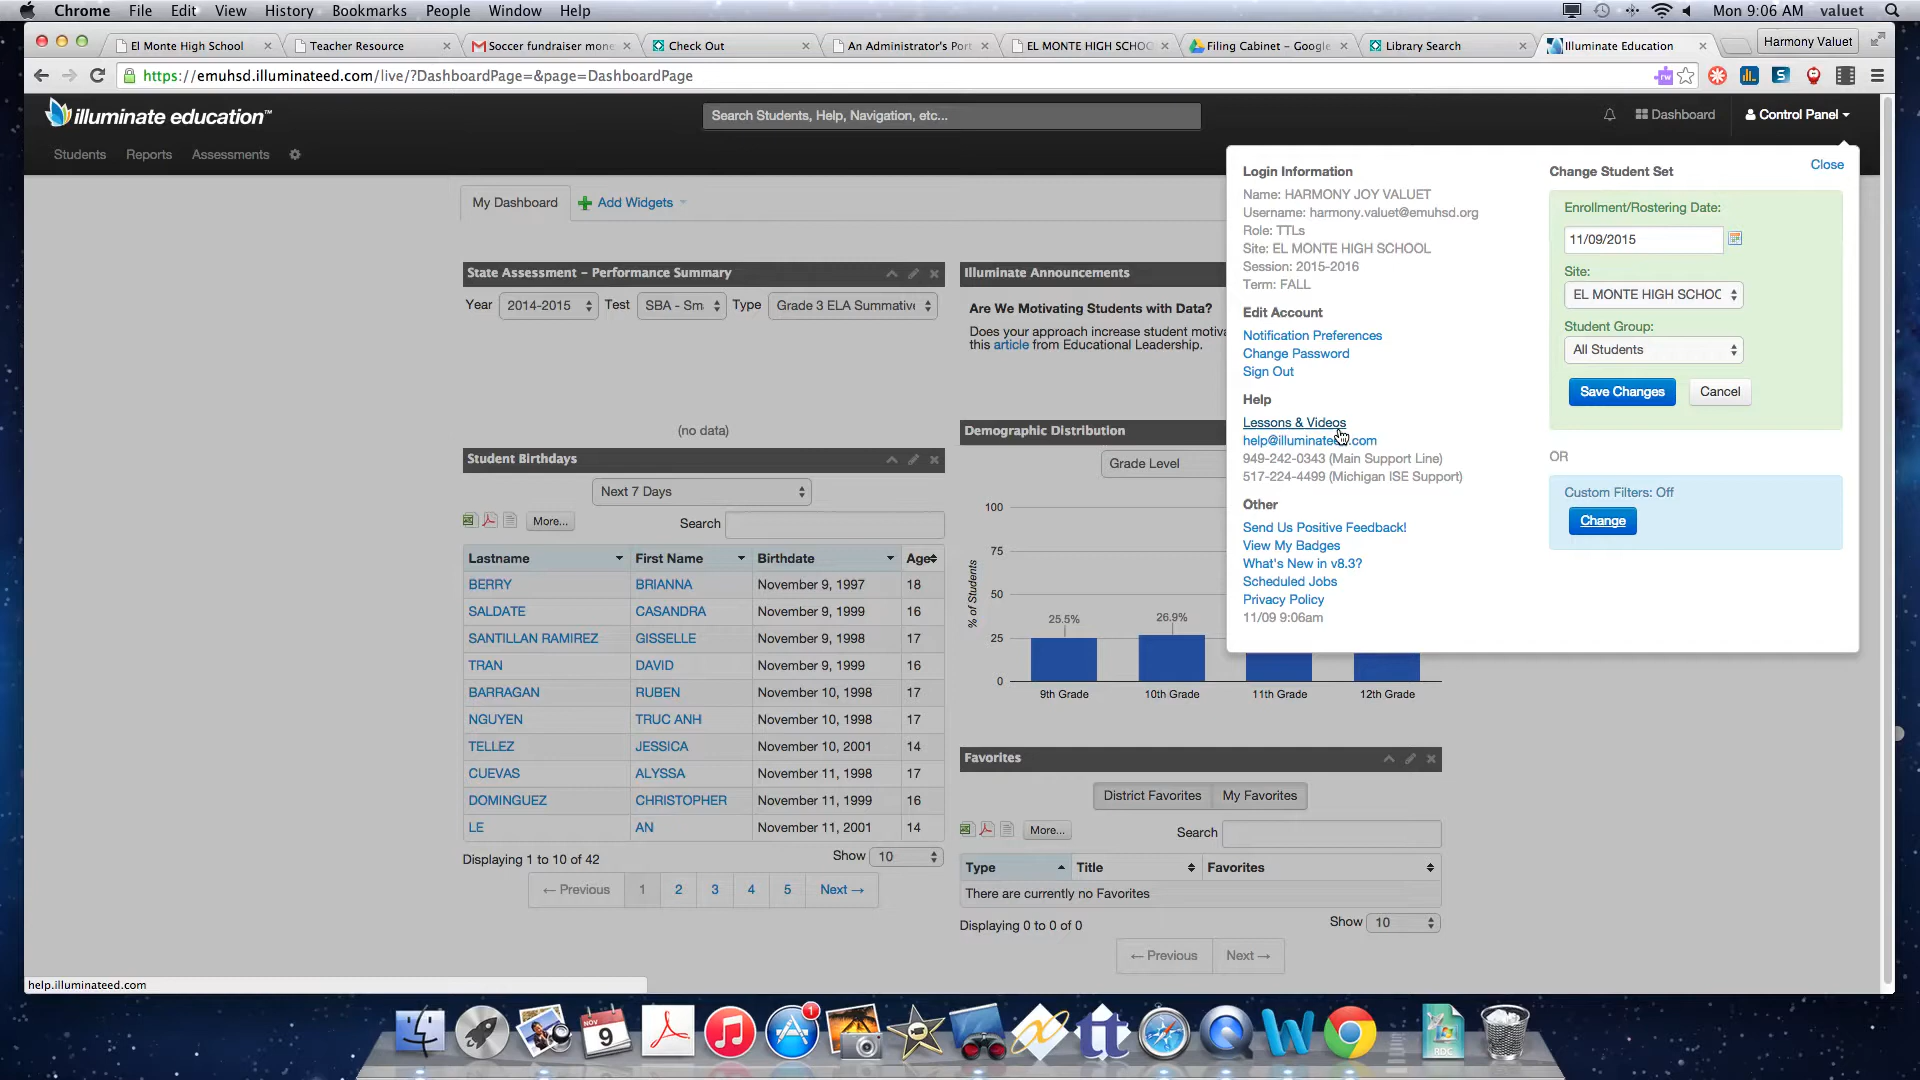 Chrome File Edit View History Bookmarks People Window Help Mon 9:06 AM valuet
El Monte High School Teacher Resource Soccer fundraiser mone Check Out An Administrator's Port EL MONTE HIGH SCHOO Filing Cabinet – Google Library Search Illuminate Education Harmony Valuet
https://emuhsd.illuminateed.com/live/?DashboardPage=&page=DashboardPage
illuminate education™ Search Students, Help, Navigation, etc... Dashboard Control Panel
Students Reports Assessments
My Dashboard Add Widgets
State Assessment – Performance Summary
Year 2014-2015 Test SBA - Sm Type Grade 3 ELA Summative
(no data)
Student Birthdays
Next 7 Days
More... Search
Lastname First Name Birthdate Age
BERRY BRIANNA November 9, 1997 18
SALDATE CASANDRA November 9, 1999 16
SANTILLAN RAMIREZ GISSELLE November 9, 1998 17
TRAN DAVID November 9, 1999 16
BARRAGAN RUBEN November 10, 1998 17
NGUYEN TRUC ANH November 10, 1998 17
TELLEZ JESSICA November 10, 2001 14
CUEVAS ALYSSA November 11, 1998 17
DOMINGUEZ CHRISTOPHER November 11, 1999 16
LE AN November 11, 2001 14
Displaying 1 to 10 of 42 Show 10
← Previous 1 2 3 4 5 Next →
Illuminate Announcements
Are We Motivating Students with Data?
Does your approach increase student motiva
this article from Educational Leadership.
Demographic Distribution
Grade Level
% of Students
100
75
50
25
0
25.5% 26.9%
9th Grade 10th Grade 11th Grade 12th Grade
Favorites
District Favorites My Favorites
More... Search
Type Title Favorites
There are currently no Favorites
Displaying 0 to 0 of 0 Show 10
← Previous Next →
Login Information
Name: HARMONY JOY VALUET
Username: harmony.valuet@emuhsd.org
Role: TTLs
Site: EL MONTE HIGH SCHOOL
Session: 2015-2016
Term: FALL
Edit Account
Notification Preferences
Change Password
Sign Out
Help
Lessons & Videos
help@illuminateed.com
949-242-0343 (Main Support Line)
517-224-4499 (Michigan ISE Support)
Other
Send Us Positive Feedback!
View My Badges
What's New in v8.3?
Scheduled Jobs
Privacy Policy
11/09 9:06am
Change Student Set Close
Enrollment/Rostering Date:
11/09/2015
Site:
EL MONTE HIGH SCHOO
Student Group:
All Students
Save Changes Cancel
OR
Custom Filters: Off
Change
help.illuminateed.com
NOV
9
1
RDC